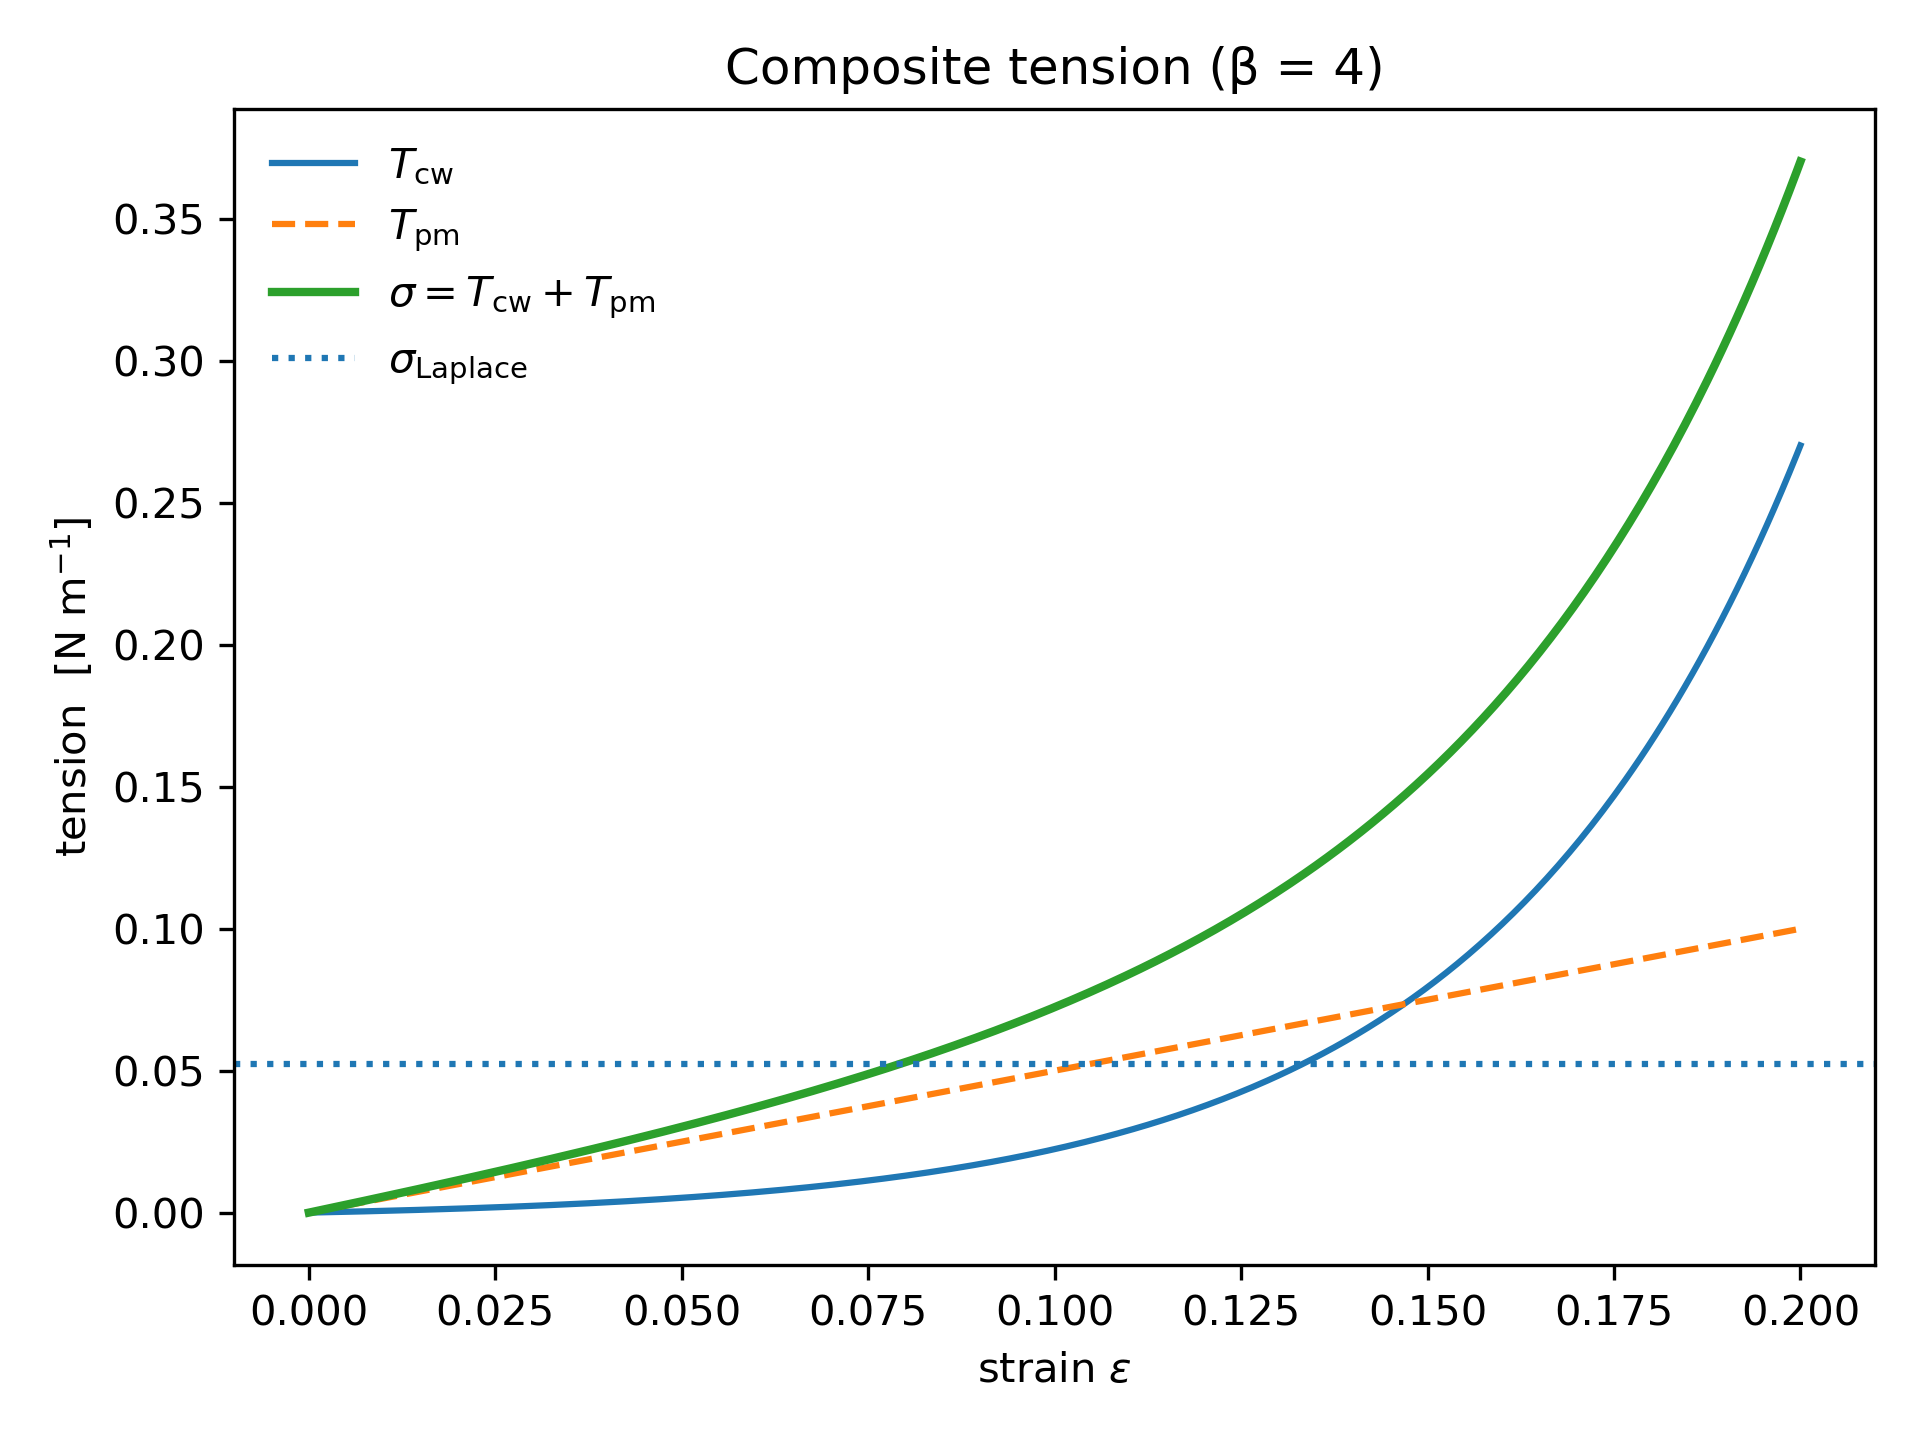 Composite tension (β = 4)
T_cw
T_pm
σ = T_cw + T_pm
σ_Laplace
tension [N m⁻¹]
0.35
0.30
0.25
0.20
0.15
0.10
0.05
0.00
0.000 0.025 0.050 0.075 0.100 0.125 0.150 0.175 0.200
strain ε